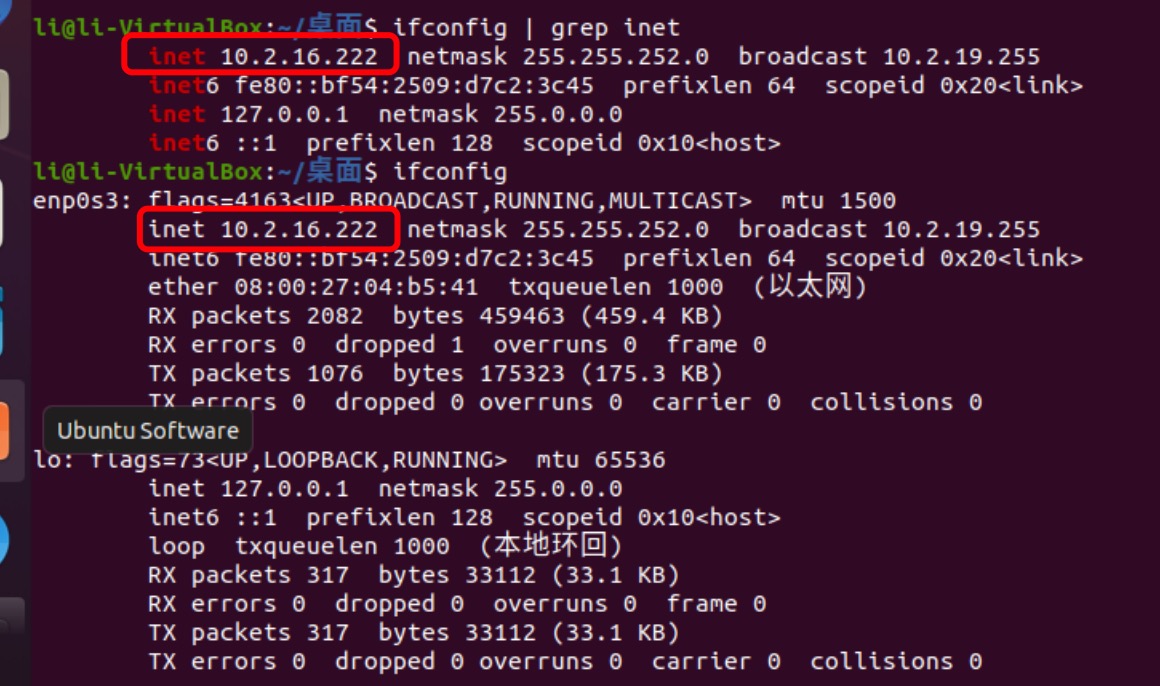 li@li-VirtualBox:~/桌面$ ifconfig | grep inet
inet 10.2.16.222  netmask 255.255.252.0  broadcast 10.2.19.255
inet6 fe80::bf54:2509:d7c2:3c45  prefixlen 64  scopeid 0x20<link>
inet 127.0.0.1  netmask 255.0.0.0
inet6 ::1  prefixlen 128  scopeid 0x10<host>
li@li-VirtualBox:~/桌面$ ifconfig
enp0s3: flags=4163<UP,BROADCAST,RUNNING,MULTICAST>  mtu 1500
inet 10.2.16.222  netmask 255.255.252.0  broadcast 10.2.19.255
inet6 fe80::bf54:2509:d7c2:3c45  prefixlen 64  scopeid 0x20<link>
ether 08:00:27:04:b5:41  txqueuelen 1000  (以太网)
RX packets 2082  bytes 459463 (459.4 KB)
RX errors 0  dropped 1  overruns 0  frame 0
TX packets 1076  bytes 175323 (175.3 KB)
TX errors 0  dropped 0 overruns 0  carrier 0  collisions 0
Ubuntu Software
lo: flags=73<UP,LOOPBACK,RUNNING>  mtu 65536
inet 127.0.0.1  netmask 255.0.0.0
inet6 ::1  prefixlen 128  scopeid 0x10<host>
loop  txqueuelen 1000  (本地环回)
RX packets 317  bytes 33112 (33.1 KB)
RX errors 0  dropped 0  overruns 0  frame 0
TX packets 317  bytes 33112 (33.1 KB)
TX errors 0  dropped 0 overruns 0  carrier 0  collisions 0